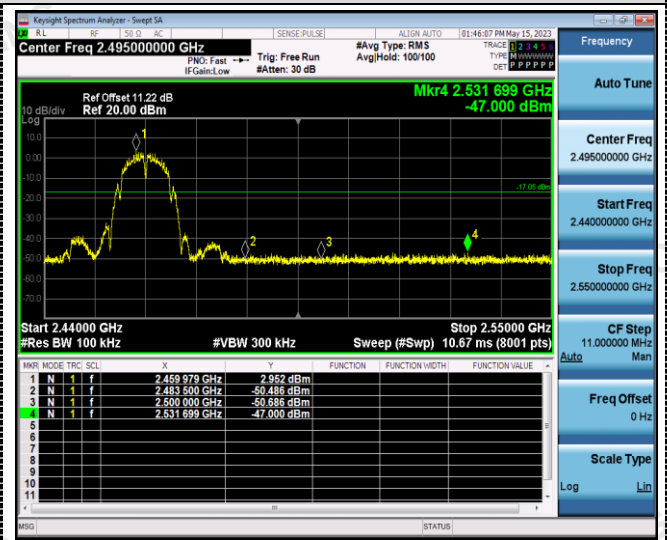 Keysight Spectrum Analyzer - Swept SA
RL RF 50 Ω AC SENSE:PULSE ALIGN AUTO 01:46:07 PM May 15, 2023
Center Freq 2.495000000 GHz
PNO: Fast
IFGain:Low
Trig: Free Run
#Atten: 30 dB
#Avg Type: RMS
Avg|Hold: 100/100
TRACE 1 2 3 4 5 6
TYPE M WWWWW
DET P P P P P P
Ref Offset 11.22 dB
10 dB/div Ref 20.00 dBm
Log
Mkr4 2.531 699 GHz
-47.000 dBm
10.0
0.00
-10.0
-20.0
-30.0
-40.0
-50.0
-60.0
-70.0
1
2
3
4
-17.05 dBm
Start 2.44000 GHz Stop 2.55000 GHz
#Res BW 100 kHz #VBW 300 kHz Sweep (#Swp) 10.67 ms (8001 pts)
MKR MODE TRC SCL X Y FUNCTION FUNCTION WIDTH FUNCTION VALUE
1 N 1 f 2.459 979 GHz 2.952 dBm
2 N 1 f 2.483 500 GHz -50.486 dBm
3 N 1 f 2.500 000 GHz -50.686 dBm
4 N 1 f 2.531 699 GHz -47.000 dBm
5
6
7
8
9
10
11
MSG STATUS
Frequency
Auto Tune
Center Freq
2.495000000 GHz
Start Freq
2.440000000 GHz
Stop Freq
2.550000000 GHz
CF Step
11.000000 MHz
Auto Man
Freq Offset
0 Hz
Scale Type
Log Lin